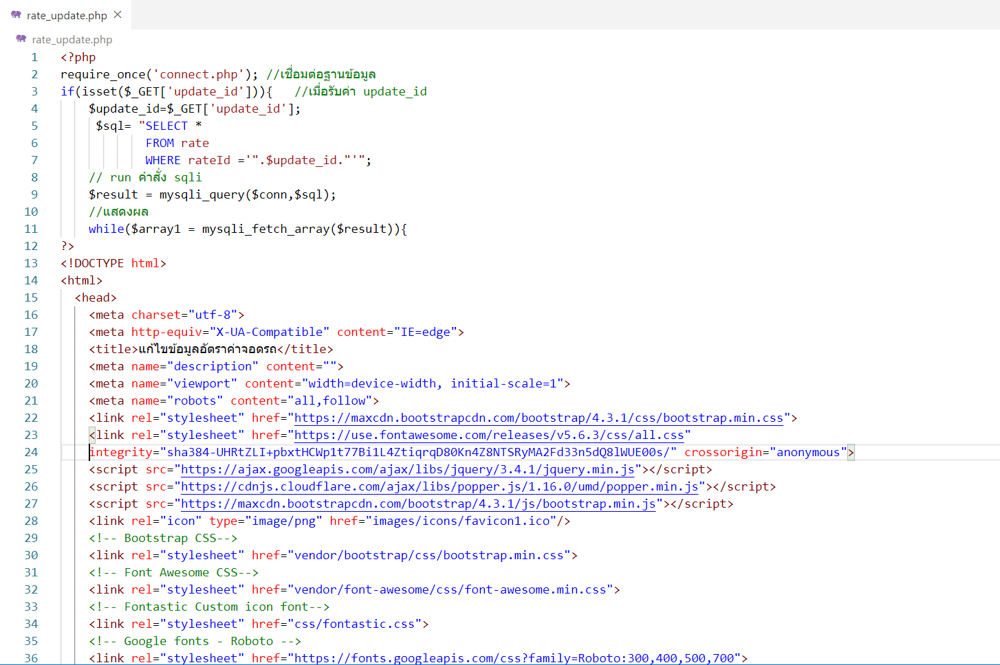 rate_update.php
rate_update.php
1 <?php
2 require_once('connect.php'); //เชื่อมต่อฐานข้อมูล
3 if(isset($_GET['update_id'])){ //เมื่อรับค่า update_id
4 $update_id=$_GET['update_id'];
5 $sql= "SELECT *
6 FROM rate
7 WHERE rateId ='".$update_id."'";
8 // run คำสั่ง sqli
9 $result = mysqli_query($conn,$sql);
10 //แสดงผล
11 while($array1 = mysqli_fetch_array($result)){
12 ?>
13 <!DOCTYPE html>
14 <html>
15 <head>
16 <meta charset="utf-8">
17 <meta http-equiv="X-UA-Compatible" content="IE=edge">
18 <title>แก้ไขข้อมูลอัตราค่าจอดรถ</title>
19 <meta name="description" content="">
20 <meta name="viewport" content="width=device-width, initial-scale=1">
21 <meta name="robots" content="all,follow">
22 <link rel="stylesheet" href="https://maxcdn.bootstrapcdn.com/bootstrap/4.3.1/css/bootstrap.min.css">
23 <link rel="stylesheet" href="https://use.fontawesome.com/releases/v5.6.3/css/all.css"
24 integrity="sha384-UHRtZLI+pbxtHCWp1t77Bi1L4ZtiqrqD80Kn4Z8NTSRyMA2Fd33n5dQ8lWUE00s/" crossorigin="anonymous">
25 <script src="https://ajax.googleapis.com/ajax/libs/jquery/3.4.1/jquery.min.js"></script>
26 <script src="https://cdnjs.cloudflare.com/ajax/libs/popper.js/1.16.0/umd/popper.min.js"></script>
27 <script src="https://maxcdn.bootstrapcdn.com/bootstrap/4.3.1/js/bootstrap.min.js"></script>
28 <link rel="icon" type="image/png" href="images/icons/favicon1.ico"/>
29 <!-- Bootstrap CSS-->
30 <link rel="stylesheet" href="vendor/bootstrap/css/bootstrap.min.css">
31 <!-- Font Awesome CSS-->
32 <link rel="stylesheet" href="vendor/font-awesome/css/font-awesome.min.css">
33 <!-- Fontastic Custom icon font-->
34 <link rel="stylesheet" href="css/fontastic.css">
35 <!-- Google fonts - Roboto -->
36 <link rel="stylesheet" href="https://fonts.googleapis.com/css?family=Roboto:300,400,500,700">